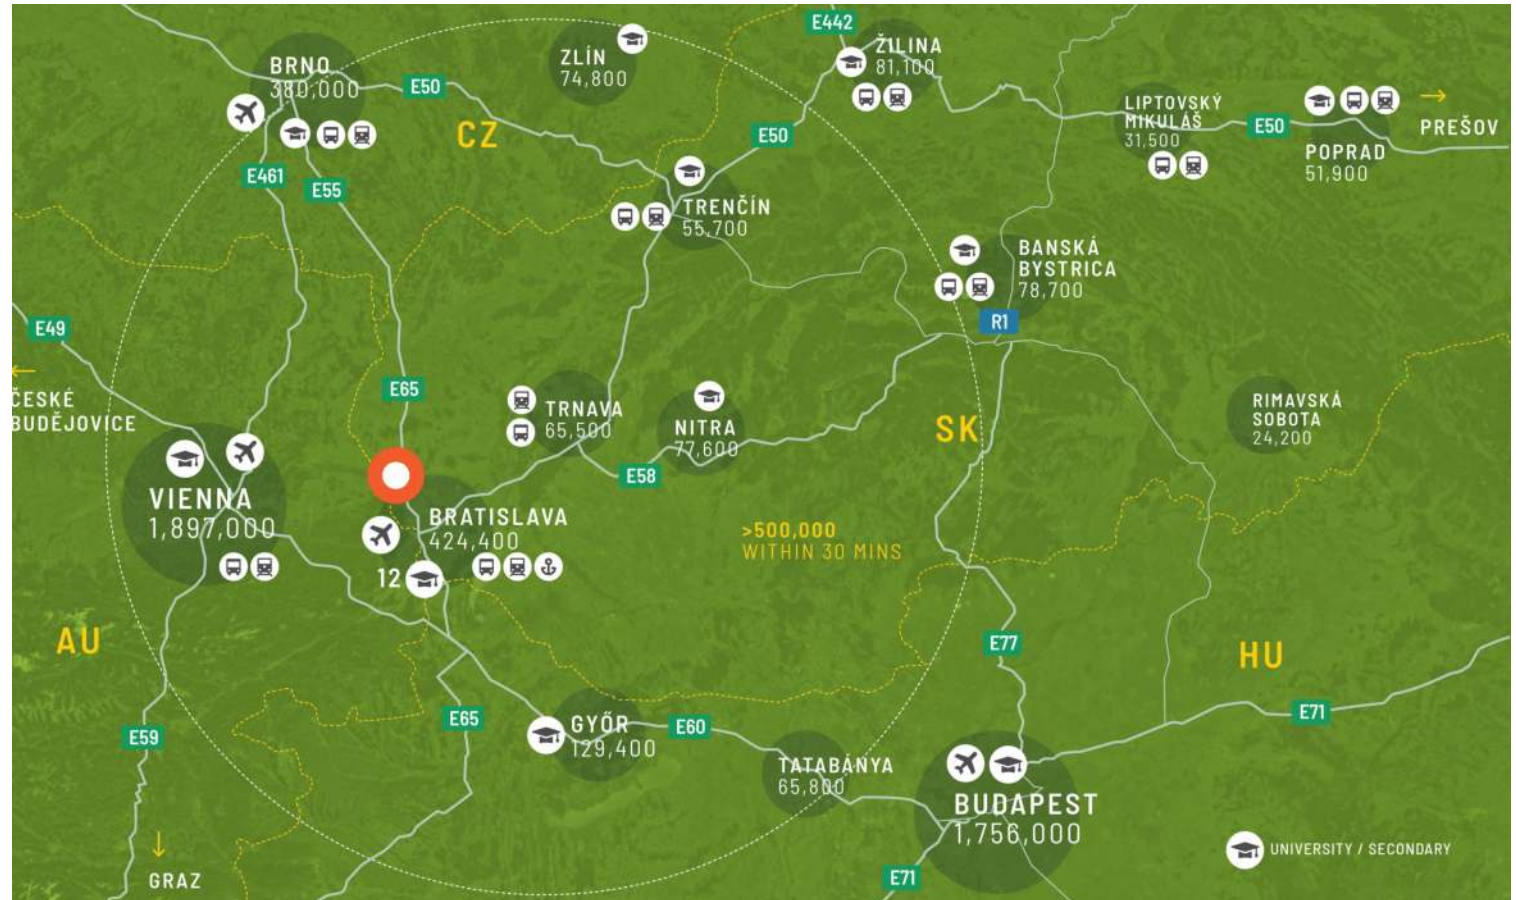 E442
BRNO
380,000
ZLÍN
74,800
ŽILINA
81,100
E50
CZ
E50
LIPTOVSKÝ
MIKULÁŠ
31,500
E50
→
PREŠOV
POPRAD
51,900
E461
E55
TRENČÍN
55,700
BANSKÁ
BYSTRICA
78,700
R1
E49
←
ČESKÉ
BUDĚJOVICE
E65
TRNAVA
65,500
NITRA
77,600
SK
RIMAVSKÁ
SOBOTA
24,200
E58
VIENNA
1,897,000
BRATISLAVA
424,400
12
>500,000
WITHIN 30 MINS
AU
E77
HU
E65
GYŐR
129,400
E60
E71
E59
TATABÁNYA
65,800
BUDAPEST
1,756,000
↓
GRAZ
E71
UNIVERSITY / SECONDARY